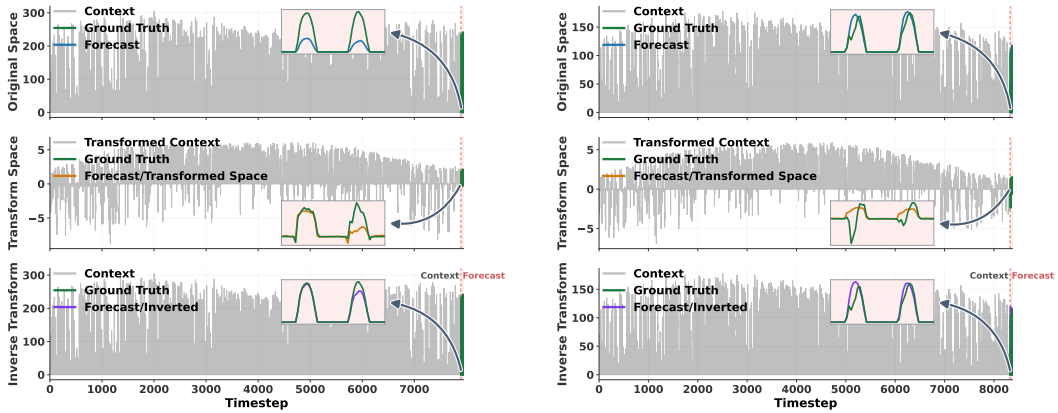 Original Space
300
200
100
0
Context
Ground Truth
Forecast
Transform Space
5
0
−5
Transformed Context
Ground Truth
Forecast/Transformed Space
Inverse Transform
300
200
100
0
Context
Ground Truth
Forecast/Inverted
Context Forecast
0 1000 2000 3000 4000 5000 6000 7000
Timestep
Original Space
150
100
50
0
Context
Ground Truth
Forecast
Transform Space
5
0
−5
Transformed Context
Ground Truth
Forecast/Transformed Space
Inverse Transform
150
100
50
0
Context
Ground Truth
Forecast/Inverted
Context Forecast
0 1000 2000 3000 4000 5000 6000 7000 8000
Timestep